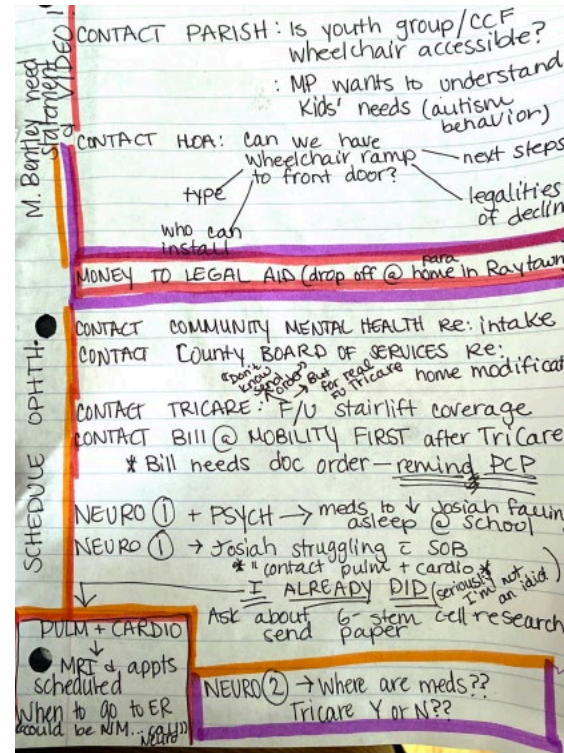 M. Bentley need
statement
VIDEO!
CONTACT PARISH: Is youth group/CCF
wheelchair accessible?
: MP wants to understand
Kids' needs (autism
behavior)
CONTACT HOA: Can we have
wheelchair ramp
to front door?
next steps
type
who can
install
legalities
of declin
MONEY TO LEGAL AID (drop off @ para home in Raytown
SCHEDULE OPHTH.
CONTACT COMMUNITY MENTAL HEALTH Re: intake
CONTACT County BOARD OF SERVICES Re:
home modificat
"Don't
know
send
order"
→ But
for real
FU Tricare
CONTACT TRICARE: F/U stairlift coverage
CONTACT Bill @ MOBILITY FIRST after TriCare
* Bill needs doc order — remind PCP
NEURO ① + PSYCH → meds to ↓ Josiah fallin
asleep @ school
NEURO ① → Josiah struggling c̄ SOB
* "contact pulm + cardio" *
I ALREADY DID (seriously
I'm not
an idiot)
Ask about 6- stem cell research
send paper
PULM + CARDIO
↓
MRI & appts
scheduled
When to go to ER
"could be N/M... call"
Neuro
NEURO ② → Where are meds??
Tricare Y or N??